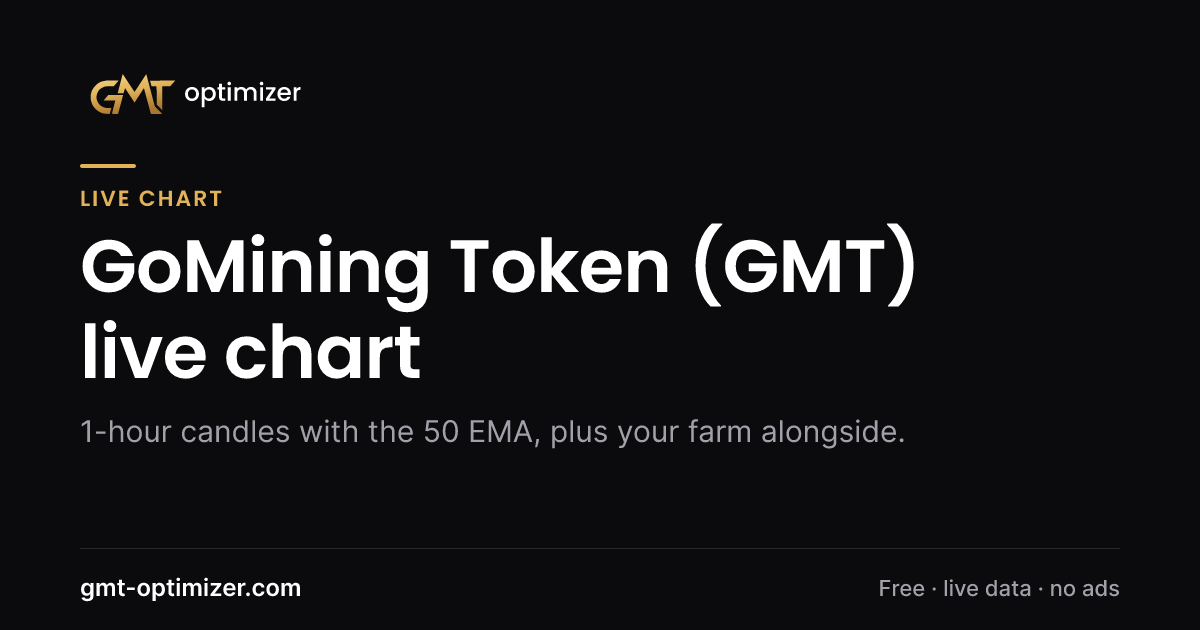 GMT optimizer
LIVE CHART
GoMining Token (GMT)
live chart
1-hour candles with the 50 EMA, plus your farm alongside.
gmt-optimizer.com
Free · live data · no ads